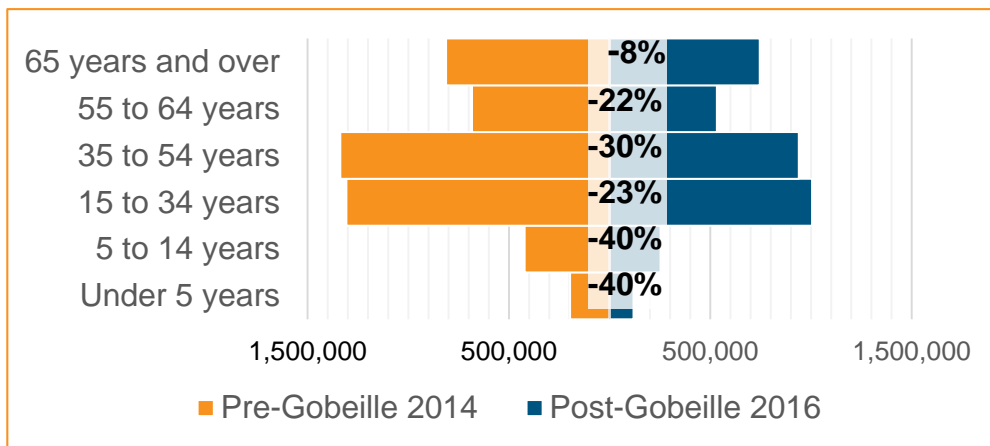 65 years and over -8%
55 to 64 years -22%
35 to 54 years -30%
15 to 34 years -23%
5 to 14 years -40%
Under 5 years -40%
1,500,000 500,000 500,000 1,500,000
Pre-Gobeille 2014 Post-Gobeille 2016